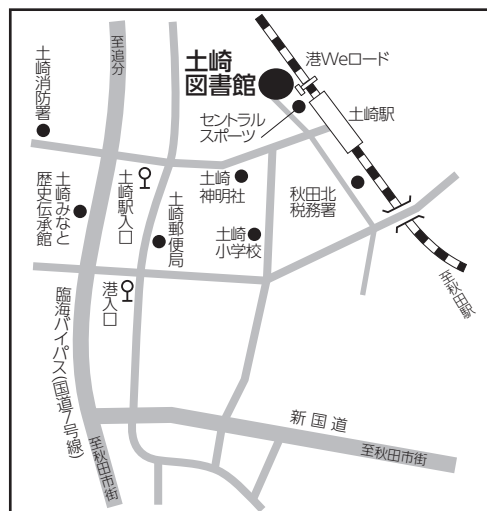 至追分
土崎消防署
土崎
図書館
港Weロード
土崎駅
セントラル
スポーツ
土崎みなと
歴史伝承館
土崎駅入口
土崎郵便局
土崎
神明社
秋田北
税務署
土崎
小学校
港入口
至秋田駅
臨海バイパス(国道7号線)
至秋田市街
新国道
至秋田市街